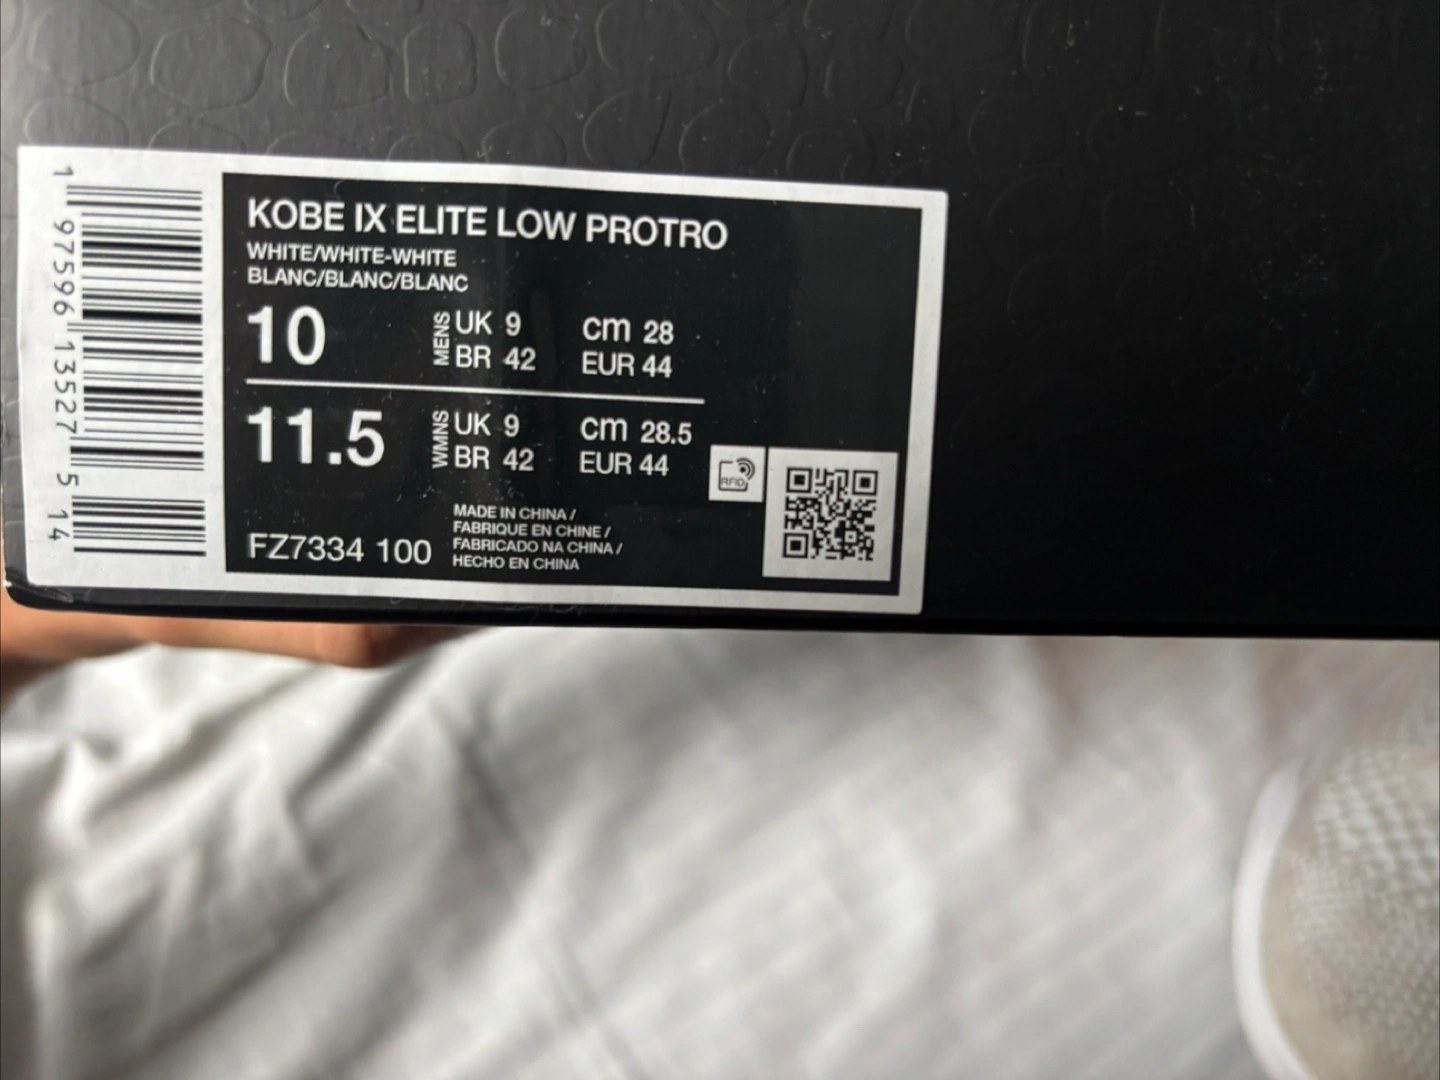 KOBE IX ELITE LOW PROTRO
WHITE/WHITE-WHITE
BLANC/BLANC/BLANC
10 MENS UK 9 cm 28
BR 42 EUR 44
11.5 WMNS UK 9 cm 28.5
BR 42 EUR 44
RFID
MADE IN CHINA /
FABRIQUE EN CHINE /
FABRICADO NA CHINA /
HECHO EN CHINA
FZ7334 100
1 97596 13527 5 14